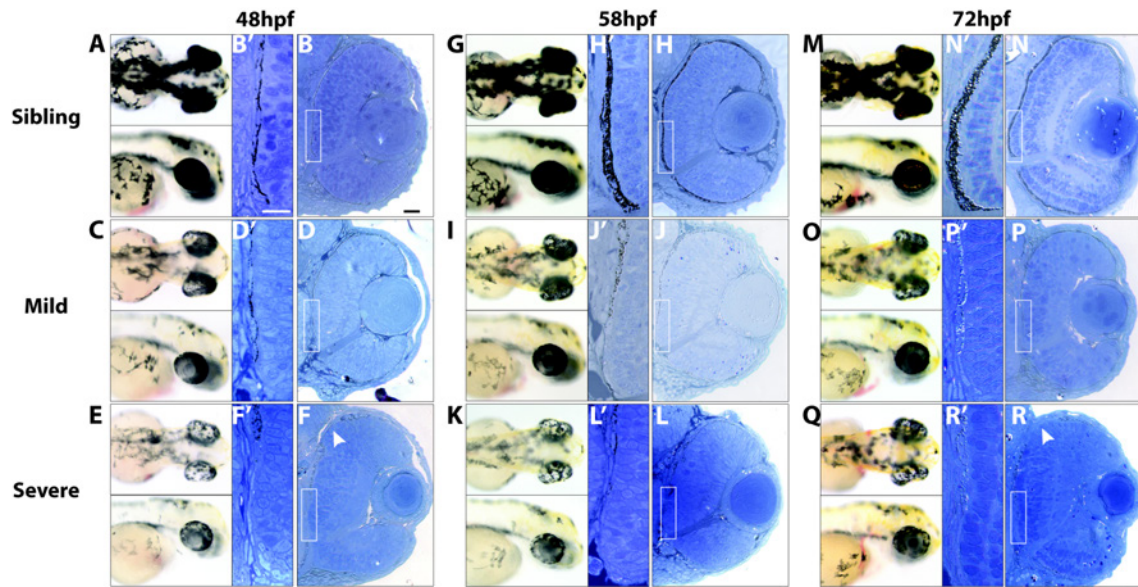 48hpf 58hpf 72hpf
A B' B G H' H M N' N
Sibling
C D' D I J' J O P' P
Mild
E F' F K L' L Q R' R
Severe